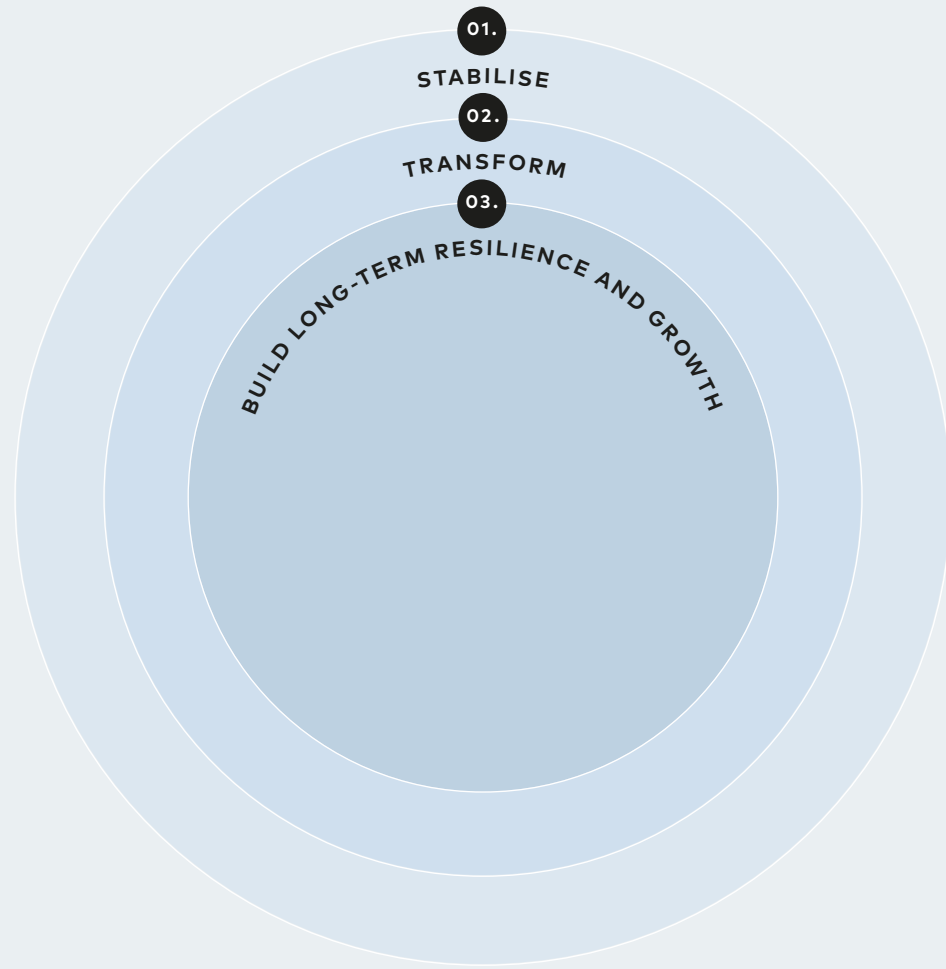 01.
STABILISE
02.
TRANSFORM
03.
BUILD LONG-TERM RESILIENCE AND GROWTH